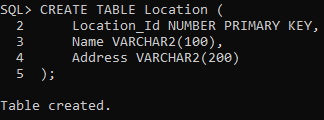 SQL> CREATE TABLE Location (
  2      Location_Id NUMBER PRIMARY KEY,
  3      Name VARCHAR2(100),
  4      Address VARCHAR2(200)
  5  );
Table created.